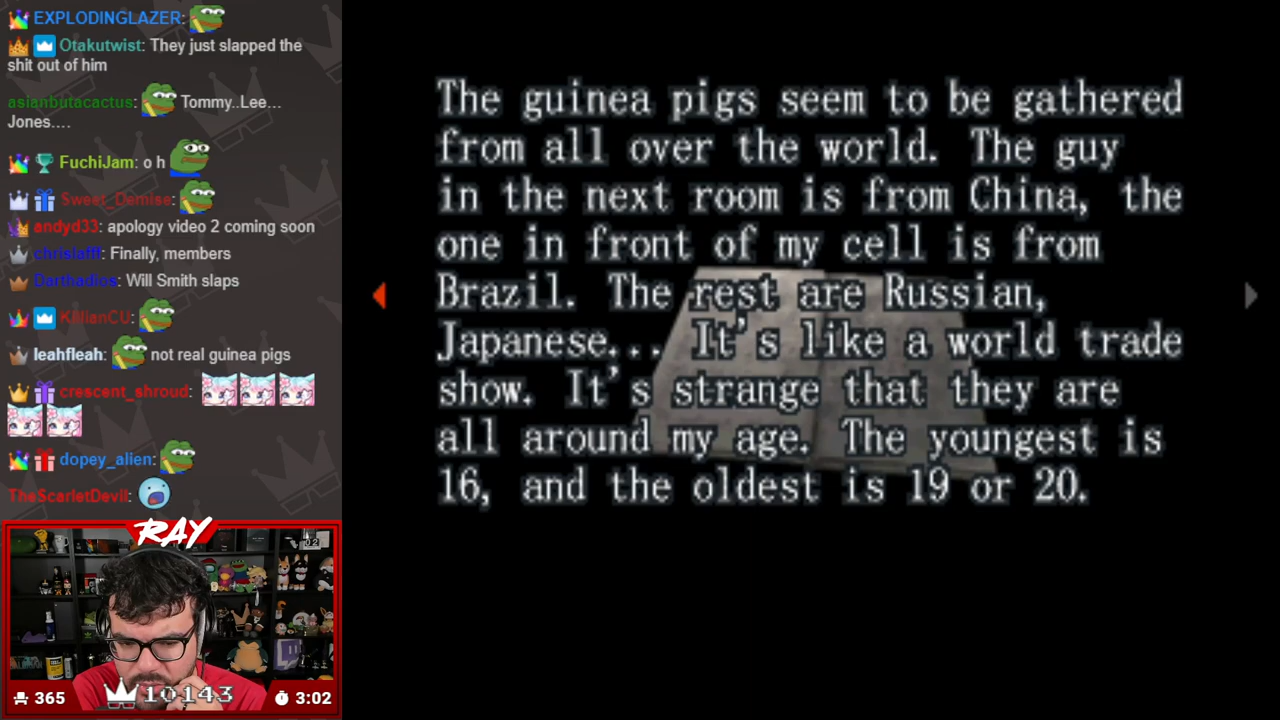 EXPLODINGLAZER:
Otakutwist: They just slapped the
shit out of him
asianbutacactus: Tommy..Lee...
Jones....
FuchiJam: o h
Sweet_Demise:
andyd33: apology video 2 coming soon
chrislafff: Finally, members
Darthadios: Will Smith slaps
KillianCU:
leahfleah: not real guinea pigs
crescent_shroud:
dopey_alien:
TheScarletDevil:
RAY
365
10143
3:02
The guinea pigs seem to be gathered
from all over the world. The guy
in the next room is from China, the
one in front of my cell is from
Brazil. The rest are Russian,
Japanese... It's like a world trade
show. It's strange that they are
all around my age. The youngest is
16, and the oldest is 19 or 20.